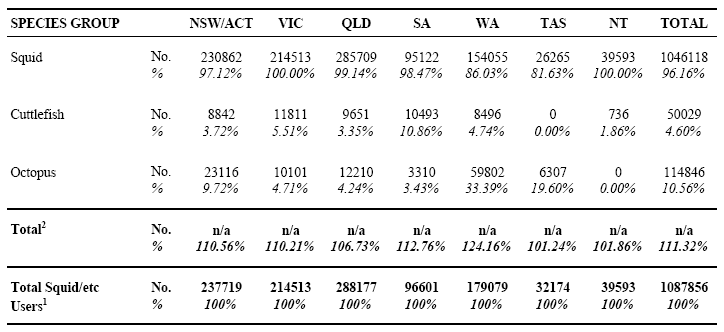 SPECIES GROUP NSW/ACT VIC QLD SA WA TAS NT TOTAL
Squid No. 230862 214513 285709 95122 154055 26265 39593 1046118
% 97.12% 100.00% 99.14% 98.47% 86.03% 81.63% 100.00% 96.16%
Cuttlefish No. 8842 11811 9651 10493 8496 0 736 50029
% 3.72% 5.51% 3.35% 10.86% 4.74% 0.00% 1.86% 4.60%
Octopus No. 23116 10101 12210 3310 59802 6307 0 114846
% 9.72% 4.71% 4.24% 3.43% 33.39% 19.60% 0.00% 10.56%
Total² No. n/a n/a n/a n/a n/a n/a n/a n/a
% 110.56% 110.21% 106.73% 112.76% 124.16% 101.24% 101.86% 111.32%
Total Squid/etc No. 237719 214513 288177 96601 179079 32174 39593 1087856
Users¹ % 100% 100% 100% 100% 100% 100% 100% 100%